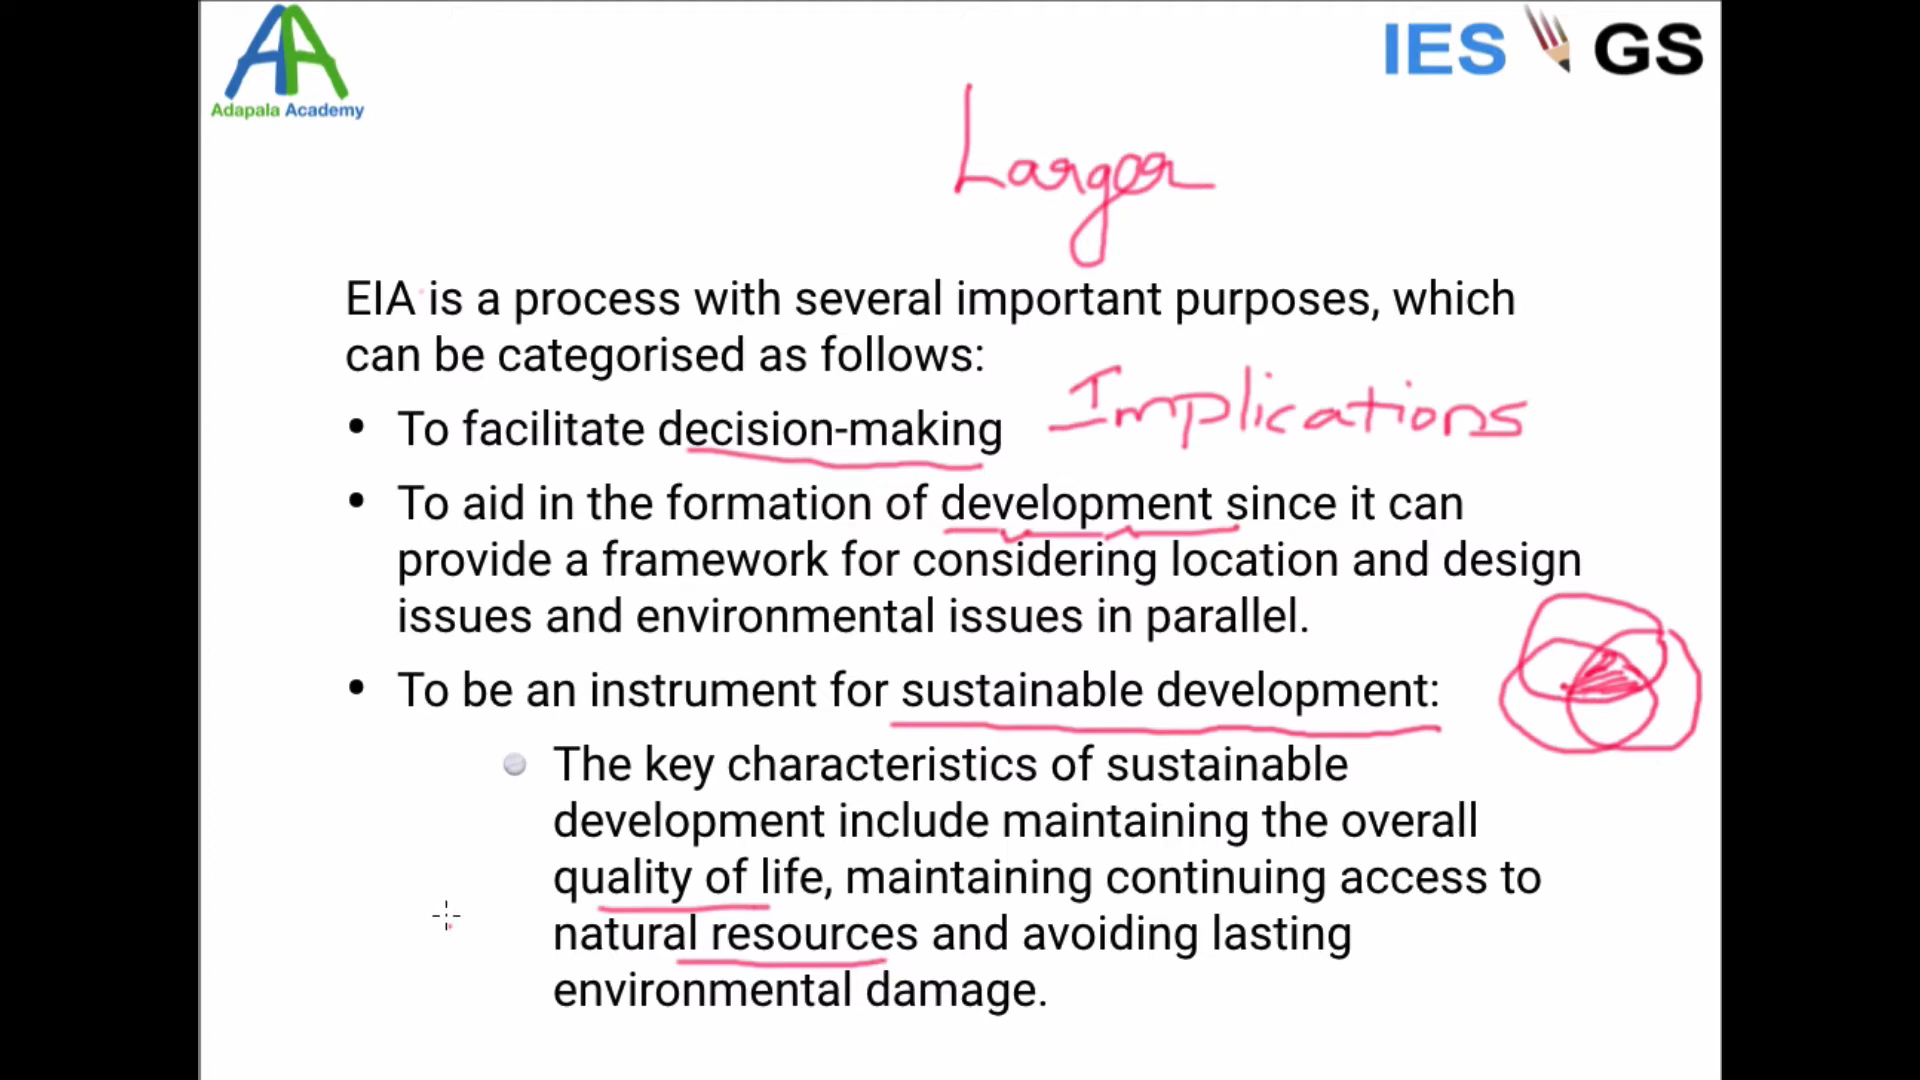 Adapala Academy
IES GS
Larger
EIA is a process with several important purposes, which
can be categorised as follows:
• To facilitate decision-making
Implications
• To aid in the formation of development since it can
provide a framework for considering location and design
issues and environmental issues in parallel.
• To be an instrument for sustainable development:
The key characteristics of sustainable
development include maintaining the overall
quality of life, maintaining continuing access to
natural resources and avoiding lasting
environmental damage.